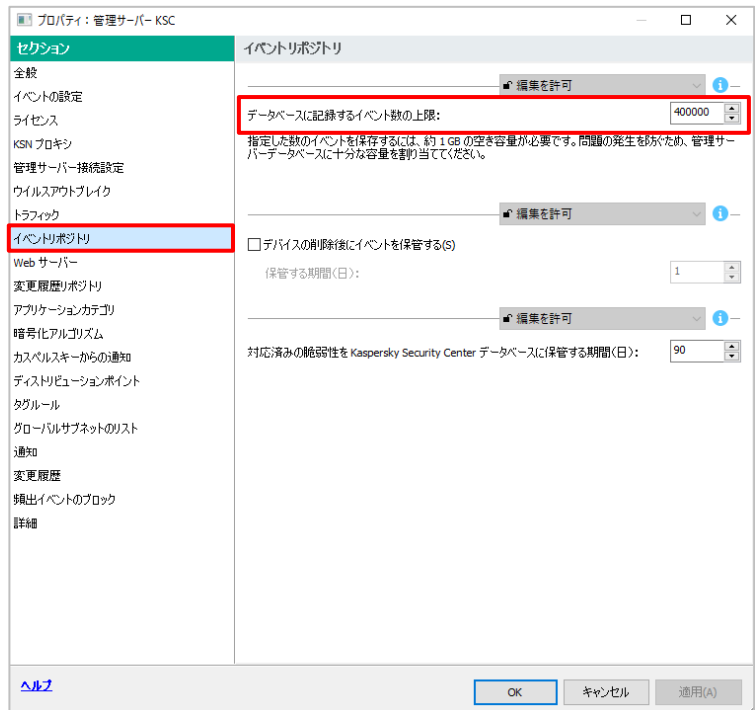 プロパティ：管理サーバー KSC
セクション
全般
イベントの設定
ライセンス
KSN プロキシ
管理サーバー接続設定
ウイルスアウトブレイク
トラフィック
イベントリポジトリ
Web サーバー
変更履歴リポジトリ
アプリケーションカテゴリ
暗号化アルゴリズム
カスペルスキーからの通知
ディストリビューションポイント
タグルール
グローバルサブネットのリスト
通知
変更履歴
頻出イベントのブロック
詳細
イベントリポジトリ
編集を許可
データベースに記録するイベント数の上限：
400000
指定した数のイベントを保存するには、約 1 GB の空き容量が必要です。問題の発生を防ぐため、管理サー
バーデータベースに十分な容量を割り当ててください。
編集を許可
デバイスの削除後にイベントを保管する(S)
保管する期間（日）：
1
編集を許可
対応済みの脆弱性を Kaspersky Security Center データベースに保管する期間（日）：
90
ヘルプ
OK
キャンセル
適用(A)